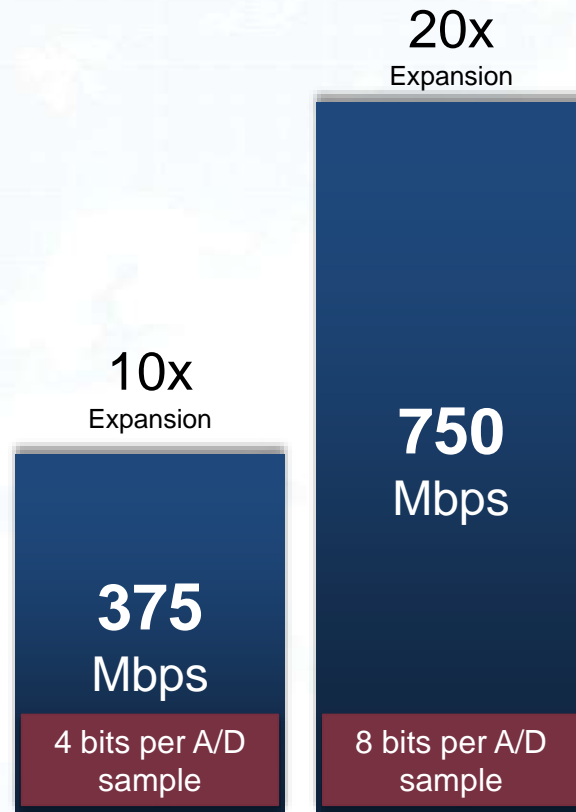 10x
Expansion
375
Mbps
4 bits per A/D
sample
20x
Expansion
750
Mbps
8 bits per A/D
sample